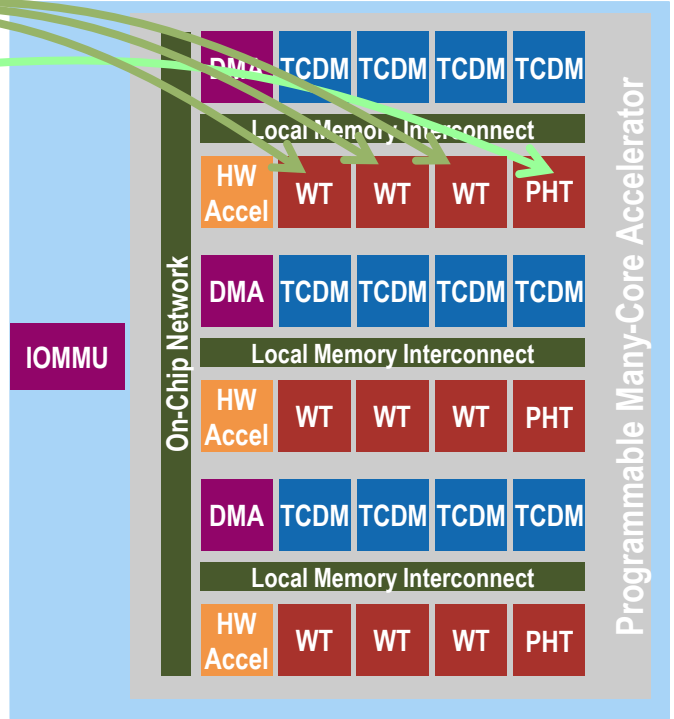 DMA TCDM TCDM TCDM TCDM
Local Memory Interconnect
HW Accel WT WT WT PHT
DMA TCDM TCDM TCDM TCDM
Local Memory Interconnect
HW Accel WT WT WT PHT
DMA TCDM TCDM TCDM TCDM
Local Memory Interconnect
HW Accel WT WT WT PHT
IOMMU
On-Chip Network
Programmable Many-Core Accelerator